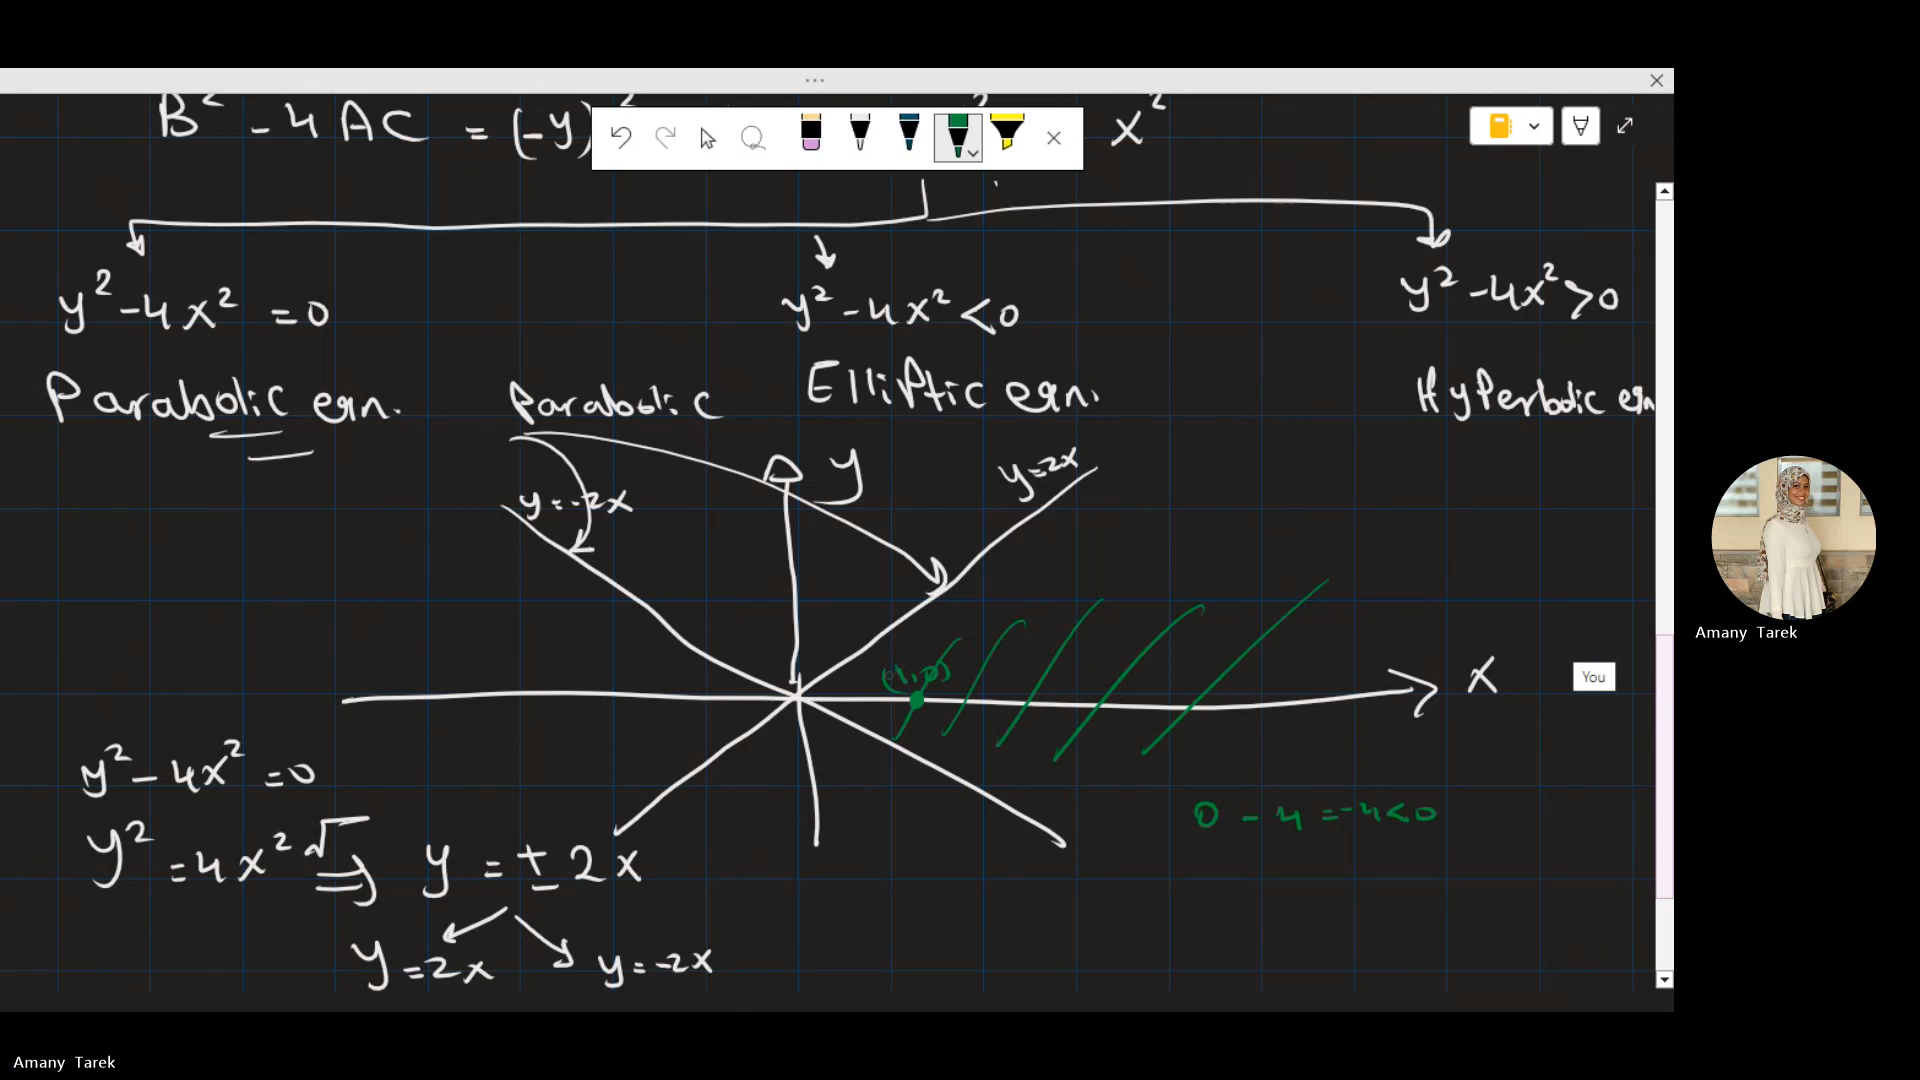 B² - 4AC = (-y)² x²
y² - 4x² = 0
y² - 4x² < 0
y² - 4x² > 0
Parabolic eqn.
Parabolic
Elliptic eqn.
Hyperbolic eqn
y
y = -2x
y = 2x
(1,0)
x
You
Amany Tarek
y² - 4x² = 0
0 - 4 = -4 < 0
y² = 4x² √ ⇒ y = ± 2x
y = 2x
y = -2x
Amany Tarek